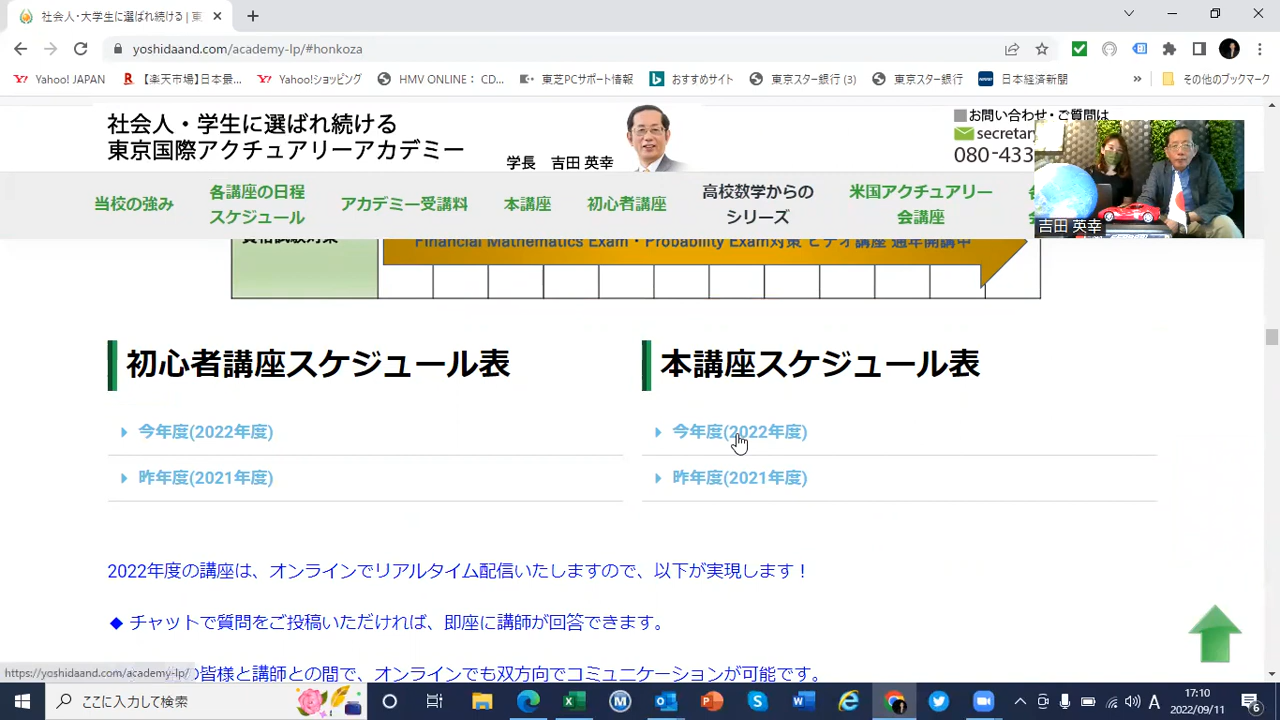 社会人・大学生に選ばれ続ける | 東
yoshidaand.com/academy-lp/#honkoza
Yahoo! JAPAN
【楽天市場】日本最...
Yahoo!ショッピング
HMV ONLINE： CD...
東芝PCサポート情報
おすすめサイト
東京スター銀行 (3)
東京スター銀行
日本経済新聞
»
その他のブックマーク
社会人・学生に選ばれ続ける
東京国際アクチュアリーアカデミー
学長 吉田 英幸
お問い合わせ・ご質問は
secretary
080-433
当校の強み
各講座の日程
スケジュール
アカデミー受講料
本講座
初心者講座
高校数学からの
シリーズ
米国アクチュアリー
会講座
吉田 英幸
資格試験対策
Financial Mathematics Exam・Probability Exam対策 ビデオ講座 通年開講中
初心者講座スケジュール表
今年度(2022年度)
昨年度(2021年度)
本講座スケジュール表
今年度(2022年度)
昨年度(2021年度)
2022年度の講座は、オンラインでリアルタイム配信いたしますので、以下が実現します！
◆ チャットで質問をご投稿いただければ、即座に講師が回答できます。
の皆様と講師との間で、オンラインでも双方向でコミュニケーションが可能です。
https://yoshidaand.com/academy-lp/
ここに入力して検索
A
17:10
2022/09/11
6